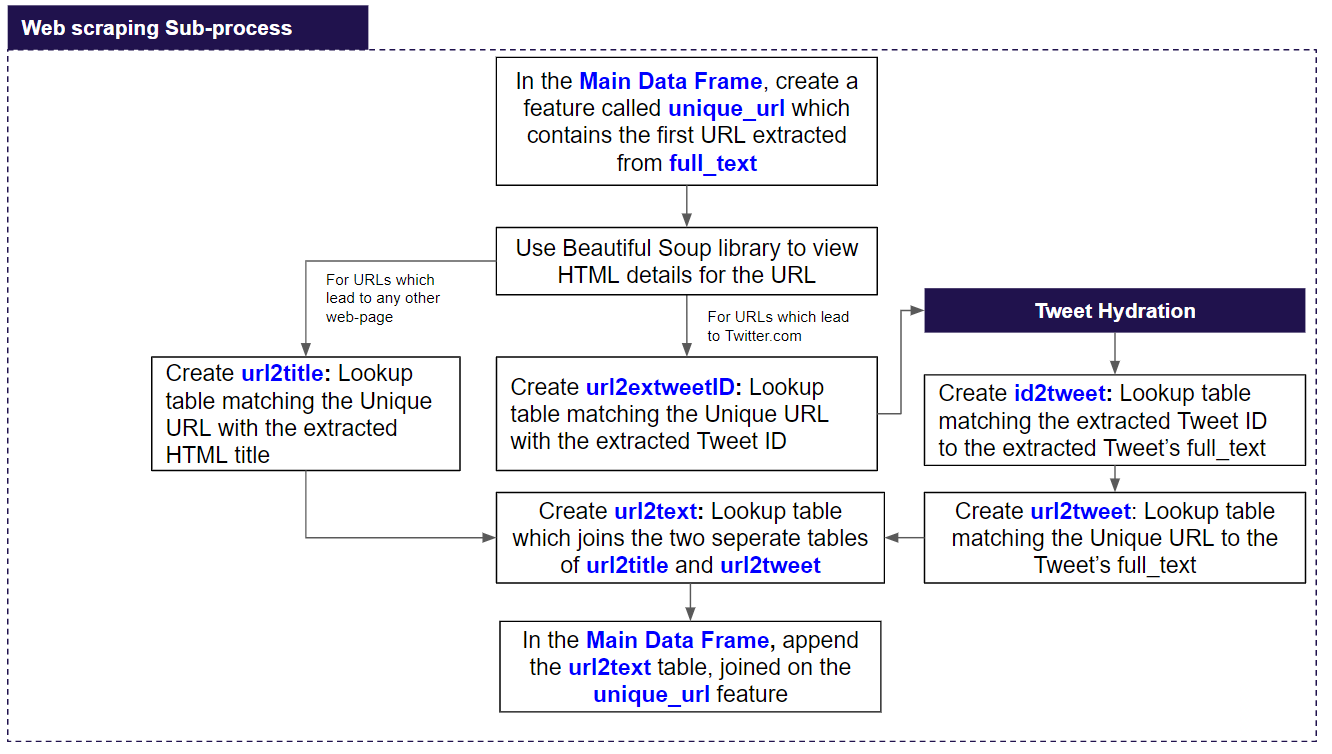 Web scraping Sub-process
In the Main Data Frame, create a
feature called unique_url which
contains the first URL extracted
from full_text
Use Beautiful Soup library to view
HTML details for the URL
For URLs which
lead to any other
web-page
For URLs which lead
to Twitter.com
Tweet Hydration
Create url2title: Lookup
table matching the Unique
URL with the extracted
HTML title
Create url2extweetID: Lookup
table matching the Unique URL
with the extracted Tweet ID
Create id2tweet: Lookup table
matching the extracted Tweet ID
to the extracted Tweet’s full_text
Create url2text: Lookup table
which joins the two seperate tables
of url2title and url2tweet
Create url2tweet: Lookup table
matching the Unique URL to the
Tweet’s full_text
In the Main Data Frame, append
the url2text table, joined on the
unique_url feature